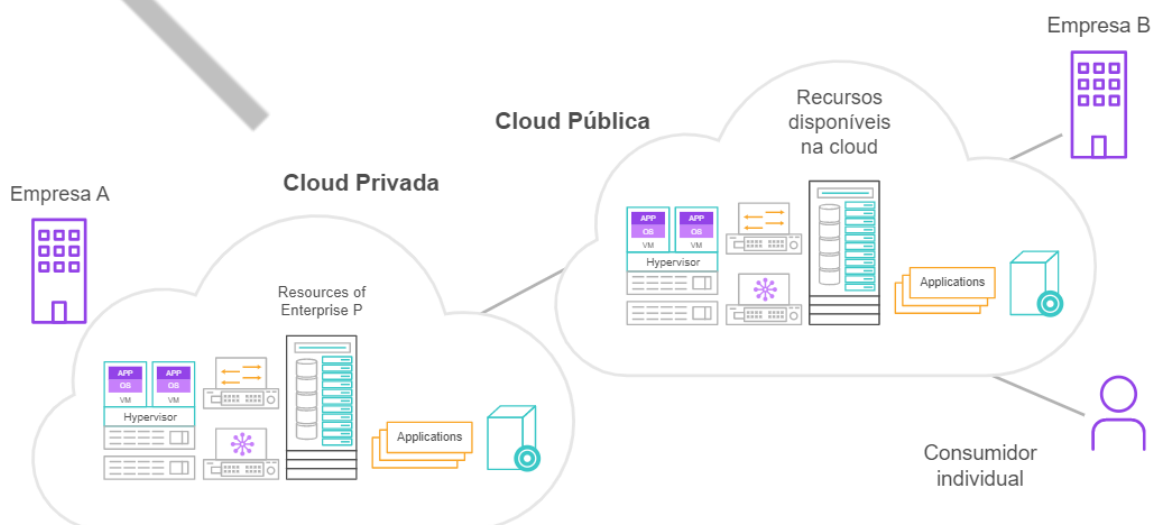 Empresa B
Cloud Pública
Recursos
disponíveis
na cloud
Cloud Privada
Empresa A
APP
OS
VM
APP
OS
VM
Hypervisor
Applications
Resources of
Enterprise P
APP
OS
VM
APP
OS
VM
Hypervisor
Applications
Consumidor
individual